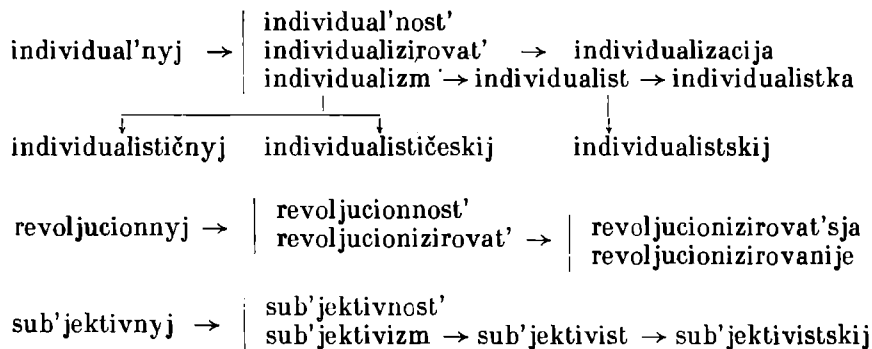 individual'nost'
individual'nyj → individualizirovat' → individualizacija
individualizm → individualist → individualistka
individualističnyj individualističeskij individualistskij
revoljucionnyj → revoljucionnost' revoljucionizirovat'sja
revoljucionizirovat' → revoljucionizirovanije
sub'jektivnyj → sub'jektivnost'
sub'jektivizm → sub'jektivist → sub'jektivistskij